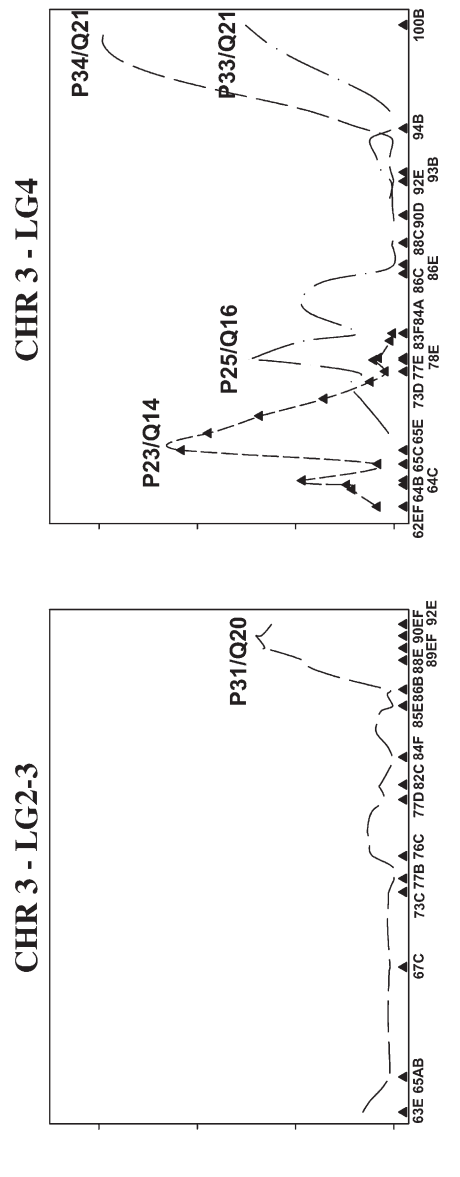 CHR 3 - LG2-3
P31/Q20
63E 65AB 67C 73C 77B 76C 77D 82C 84F 85E 86B 88E 90EF
89EF 92E
CHR 3 - LG4
P34/Q21
P33/Q21
P25/Q16
P23/Q14
62EF 64B 65C 65E 73D 77E 83F 84A 86C 88C 90D 92E 94B 100B
64C 78E 86E 93B